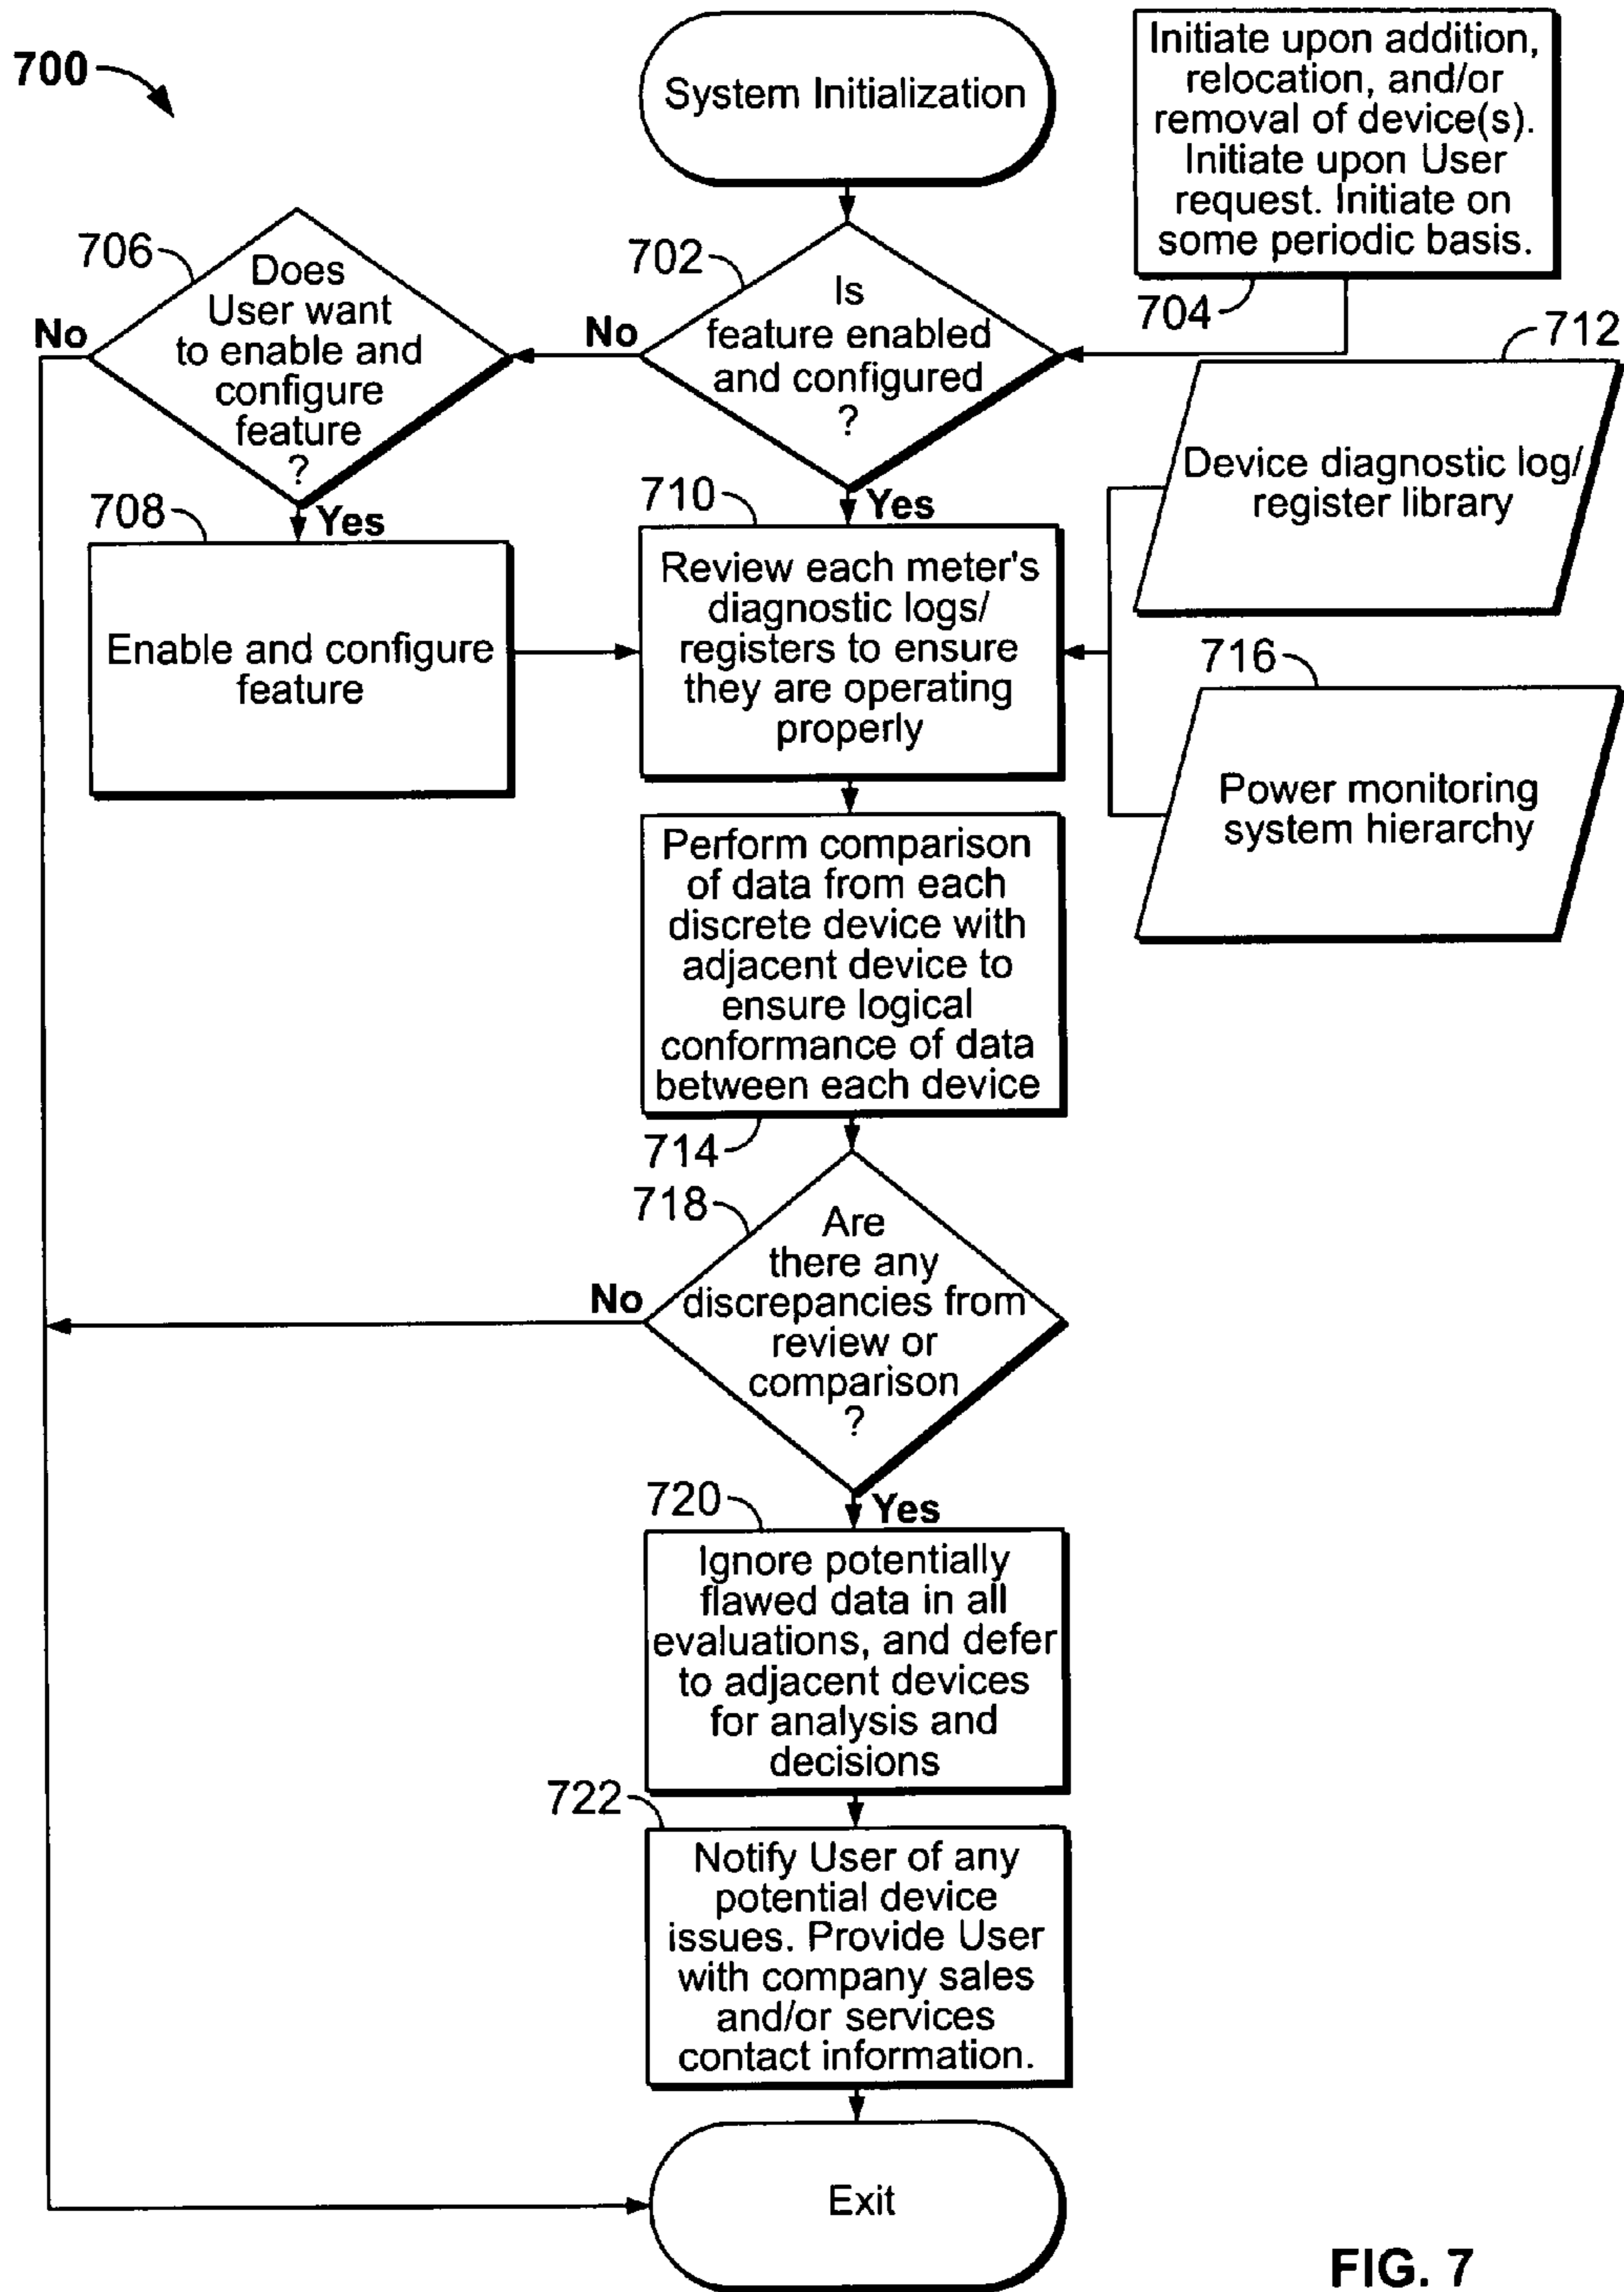 700
System Initialization
Initiate upon addition,
relocation, and/or
removal of device(s).
Initiate upon User
request. Initiate on
some periodic basis.
704
706
Does
User want
to enable and
configure
feature
?
No
Yes
702
Is
feature enabled
and configured
?
No
Yes
712
Device diagnostic log/
register library
708
Enable and configure
feature
710
Review each meter's
diagnostic logs/
registers to ensure
they are operating
properly
716
Power monitoring
system hierarchy
Perform comparison
of data from each
discrete device with
adjacent device to
ensure logical
conformance of data
between each device
714
718
Are
there any
discrepancies from
review or
comparison
?
No
Yes
720
Ignore potentially
flawed data in all
evaluations, and defer
to adjacent devices
for analysis and
decisions
722
Notify User of any
potential device
issues. Provide User
with company sales
and/or services
contact information.
Exit
FIG. 7